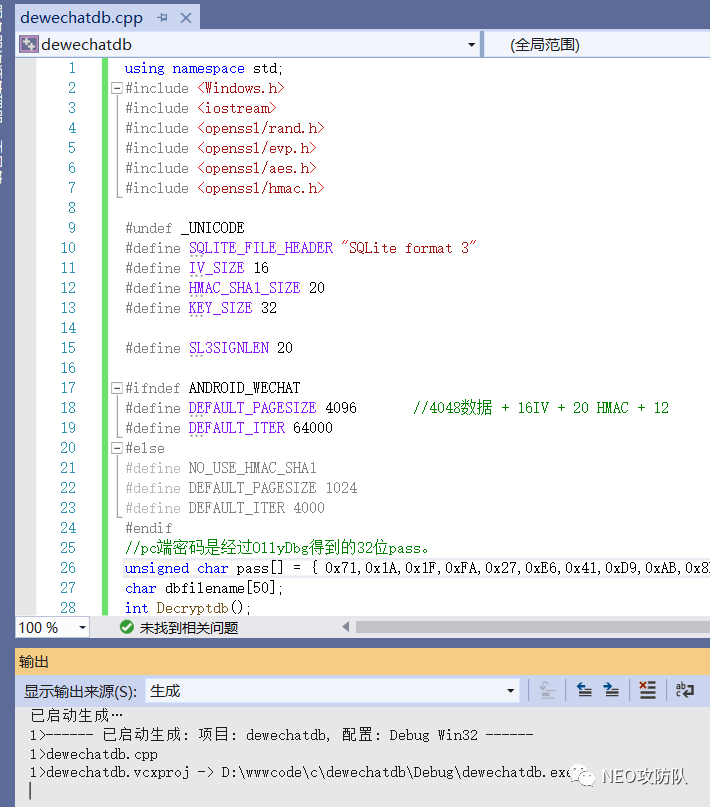 dewechatdb.cpp
dewechatdb (全局范围)
1 using namespace std;
2 #include <Windows.h>
3 #include <iostream>
4 #include <openssl/rand.h>
5 #include <openssl/evp.h>
6 #include <openssl/aes.h>
7 #include <openssl/hmac.h>
8
9 #undef _UNICODE
10 #define SQLITE_FILE_HEADER "SQLite format 3"
11 #define IV_SIZE 16
12 #define HMAC_SHA1_SIZE 20
13 #define KEY_SIZE 32
14
15 #define SL3SIGNLEN 20
16
17 #ifndef ANDROID_WECHAT
18 #define DEFAULT_PAGESIZE 4096 //4048数据 + 16IV + 20 HMAC + 12
19 #define DEFAULT_ITER 64000
20 #else
21 #define NO_USE_HMAC_SHA1
22 #define DEFAULT_PAGESIZE 1024
23 #define DEFAULT_ITER 4000
24 #endif
25 //pc端密码是经过OllyDbg得到的32位pass。
26 unsigned char pass[] = { 0x71,0x1A,0x1F,0xFA,0x27,0xE6,0x41,0xD9,0xAB,0x8
27 char dbfilename[50];
28 int Decryptdb();
100 % 未找到相关问题
输出
显示输出来源(S): 生成
已启动生成…
1>------ 已启动生成: 项目: dewechatdb, 配置: Debug Win32 ------
1>dewechatdb.cpp
1>dewechatdb.vcxproj -> D:\wwwcode\c\dewechatdb\Debug\dewechatdb.exe
NEO攻防队